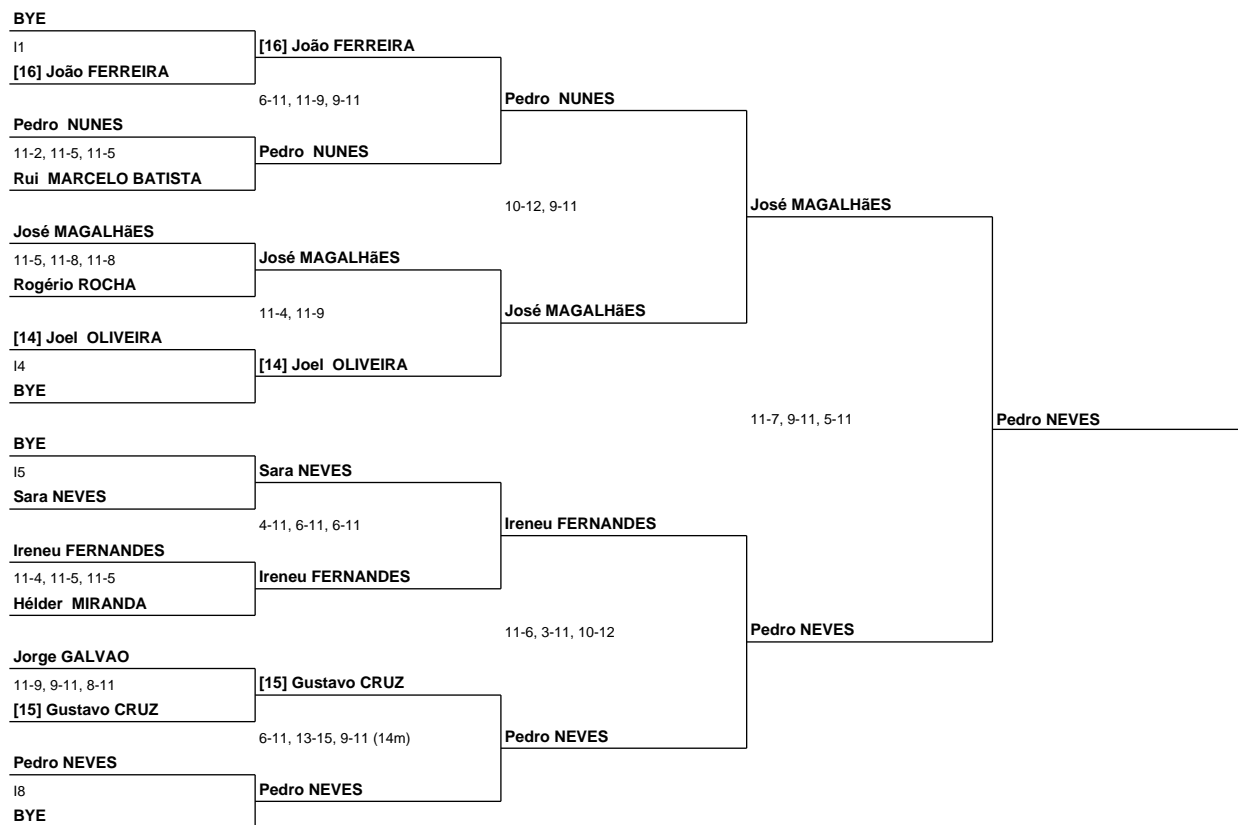 BYE
I1
[16] João FERREIRA
[16] João FERREIRA
6-11, 11-9, 9-11
Pedro NUNES
Pedro NUNES
11-2, 11-5, 11-5
Pedro NUNES
Rui MARCELO BATISTA
10-12, 9-11
José MAGALHãES
José MAGALHãES
11-5, 11-8, 11-8
José MAGALHãES
Rogério ROCHA
11-4, 11-9
José MAGALHãES
[14] Joel OLIVEIRA
I4
[14] Joel OLIVEIRA
BYE
11-7, 9-11, 5-11
Pedro NEVES
BYE
I5
Sara NEVES
Sara NEVES
4-11, 6-11, 6-11
Ireneu FERNANDES
Ireneu FERNANDES
11-4, 11-5, 11-5
Ireneu FERNANDES
Hélder MIRANDA
11-6, 3-11, 10-12
Pedro NEVES
Jorge GALVAO
11-9, 9-11, 8-11
[15] Gustavo CRUZ
[15] Gustavo CRUZ
6-11, 13-15, 9-11 (14m)
Pedro NEVES
Pedro NEVES
I8
Pedro NEVES
BYE